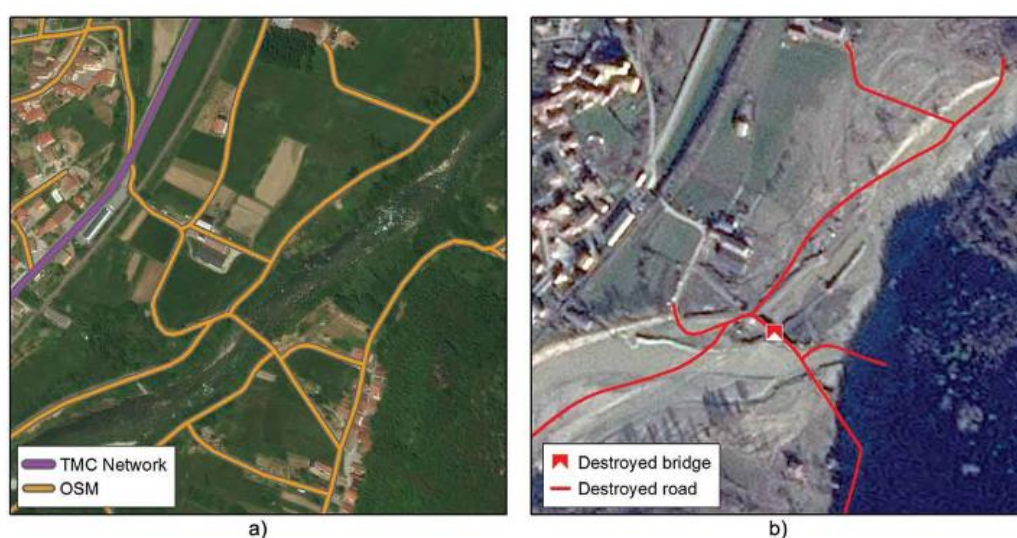 TMC Network
OSM
a)
Destroyed bridge
Destroyed road
b)